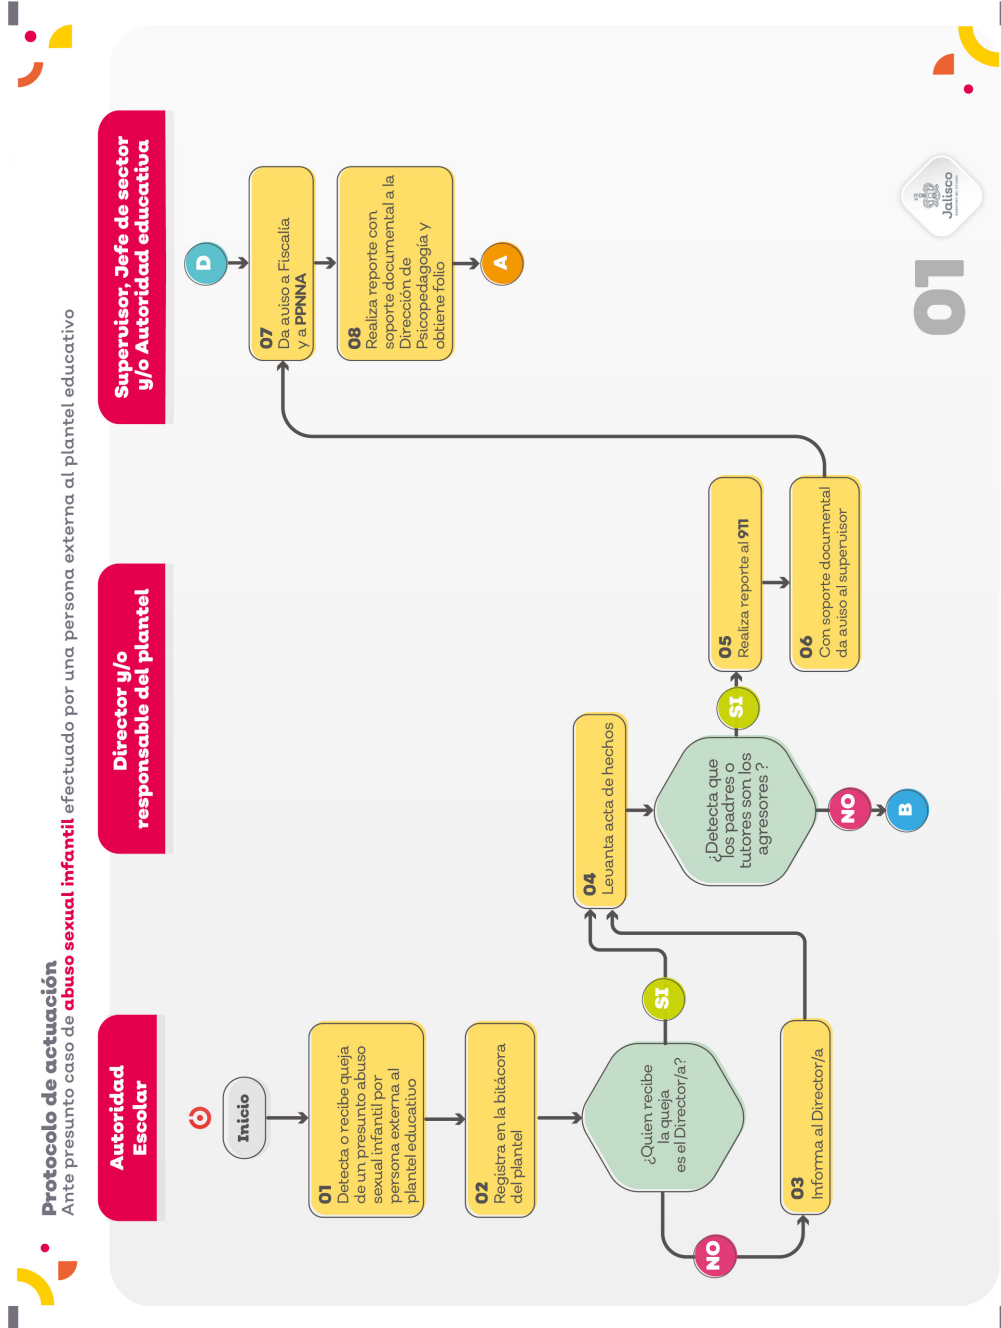 Protocolo de actuación
Ante presunto caso de abuso sexual infantil efectuado por una persona externa al plantel educativo
Autoridad
Escolar
Inicio
01
Detecta o recibe queja
de un presunto abuso
sexual infantil por
persona externa al
plantel educativo
02
Registra en la bitácora
del plantel
¿Quien recibe
la queja
es el Director/a?
SI
NO
03
Informa al Director/a
Director y/o
responsable del plantel
04
Levanta acta de hechos
¿Detecta que
los padres o
tutores son los
agresores ?
SI
NO
B
05
Realiza reporte al 911
06
Con soporte documental
da aviso al supervisor
Supervisor, Jefe de sector
y/o Autoridad educativa
D
07
Da aviso a Fiscalía
y a PPNNA
08
Realiza reporte con
soporte documental a la
Dirección de
Psicopedagogía y
obtiene folio
A
01
Jalisco